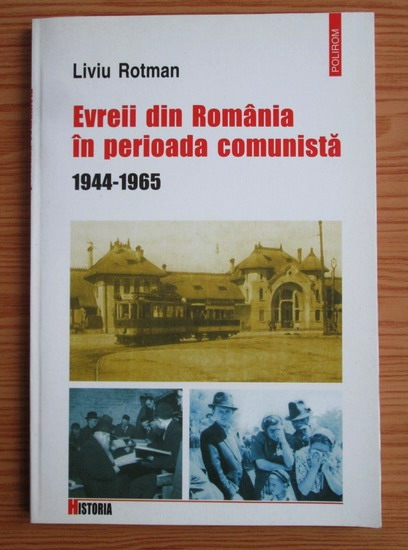 POLIROM
Liviu Rotman
Evreii din România
în perioada comunistă
1944-1965
HISTORIA